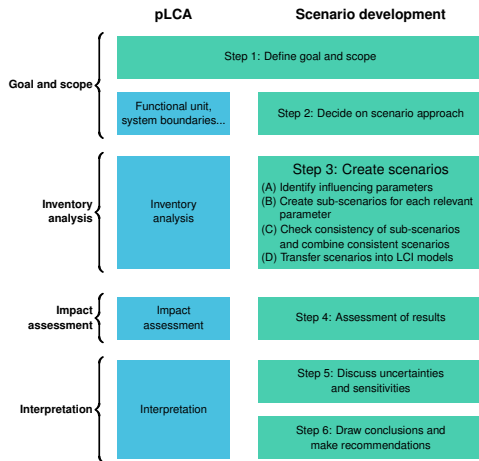 pLCA
Scenario development
Goal and scope
Step 1: Define goal and scope
Functional unit,
system boundaries...
Step 2: Decide on scenario approach
Inventory
analysis
Inventory
analysis
Step 3: Create scenarios
(A) Identify influencing parameters
(B) Create sub-scenarios for each relevant
parameter
(C) Check consistency of sub-scenarios
and combine consistent scenarios
(D) Transfer scenarios into LCI models
Impact
assessment
Impact
assessment
Step 4: Assessment of results
Interpretation
Interpretation
Step 5: Discuss uncertainties
and sensitivities
Step 6: Draw conclusions and
make recommendations